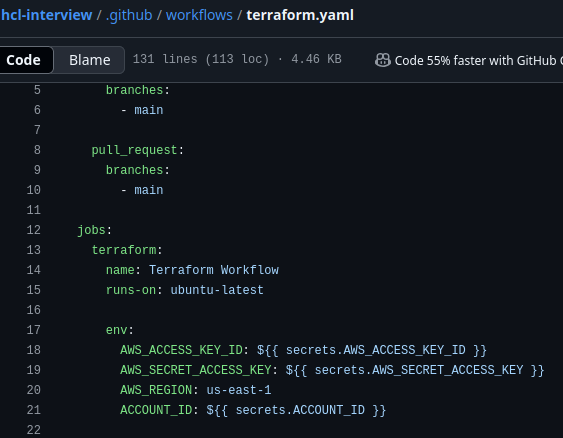 hcl-interview / .github / workflows / terraform.yaml
Code Blame 131 lines (113 loc) · 4.46 KB Code 55% faster with GitHub
5 branches:
6 - main
7
8 pull_request:
9 branches:
10 - main
11
12 jobs:
13 terraform:
14 name: Terraform Workflow
15 runs-on: ubuntu-latest
16
17 env:
18 AWS_ACCESS_KEY_ID: ${{ secrets.AWS_ACCESS_KEY_ID }}
19 AWS_SECRET_ACCESS_KEY: ${{ secrets.AWS_SECRET_ACCESS_KEY }}
20 AWS_REGION: us-east-1
21 ACCOUNT_ID: ${{ secrets.ACCOUNT_ID }}
22